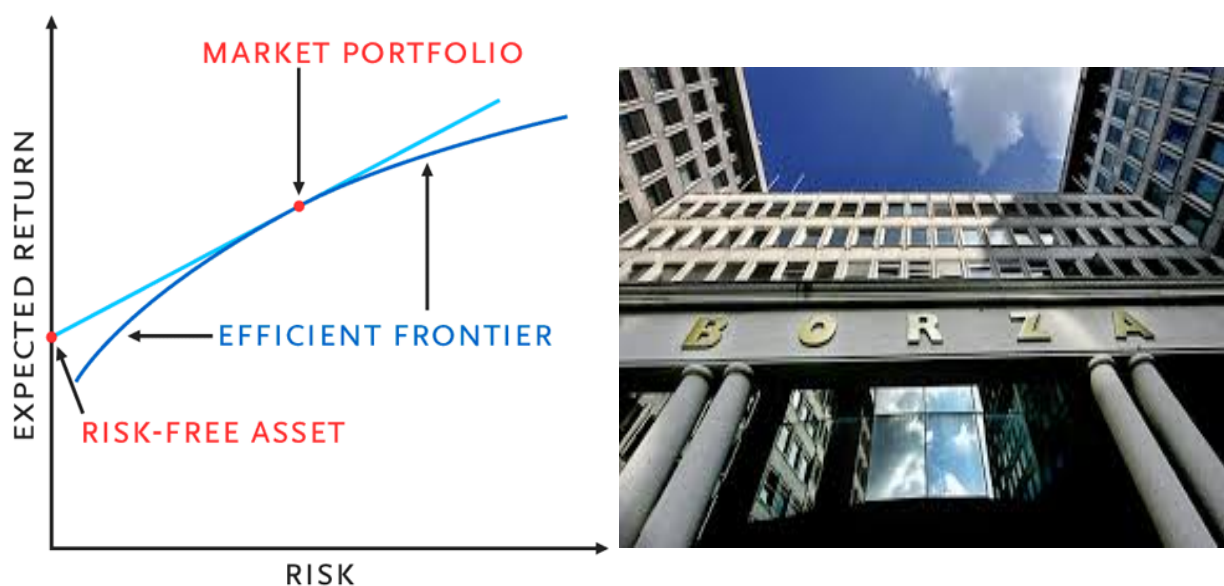 MARKET PORTFOLIO
EXPECTED RETURN
EFFICIENT FRONTIER
RISK-FREE ASSET
RISK
BORZA